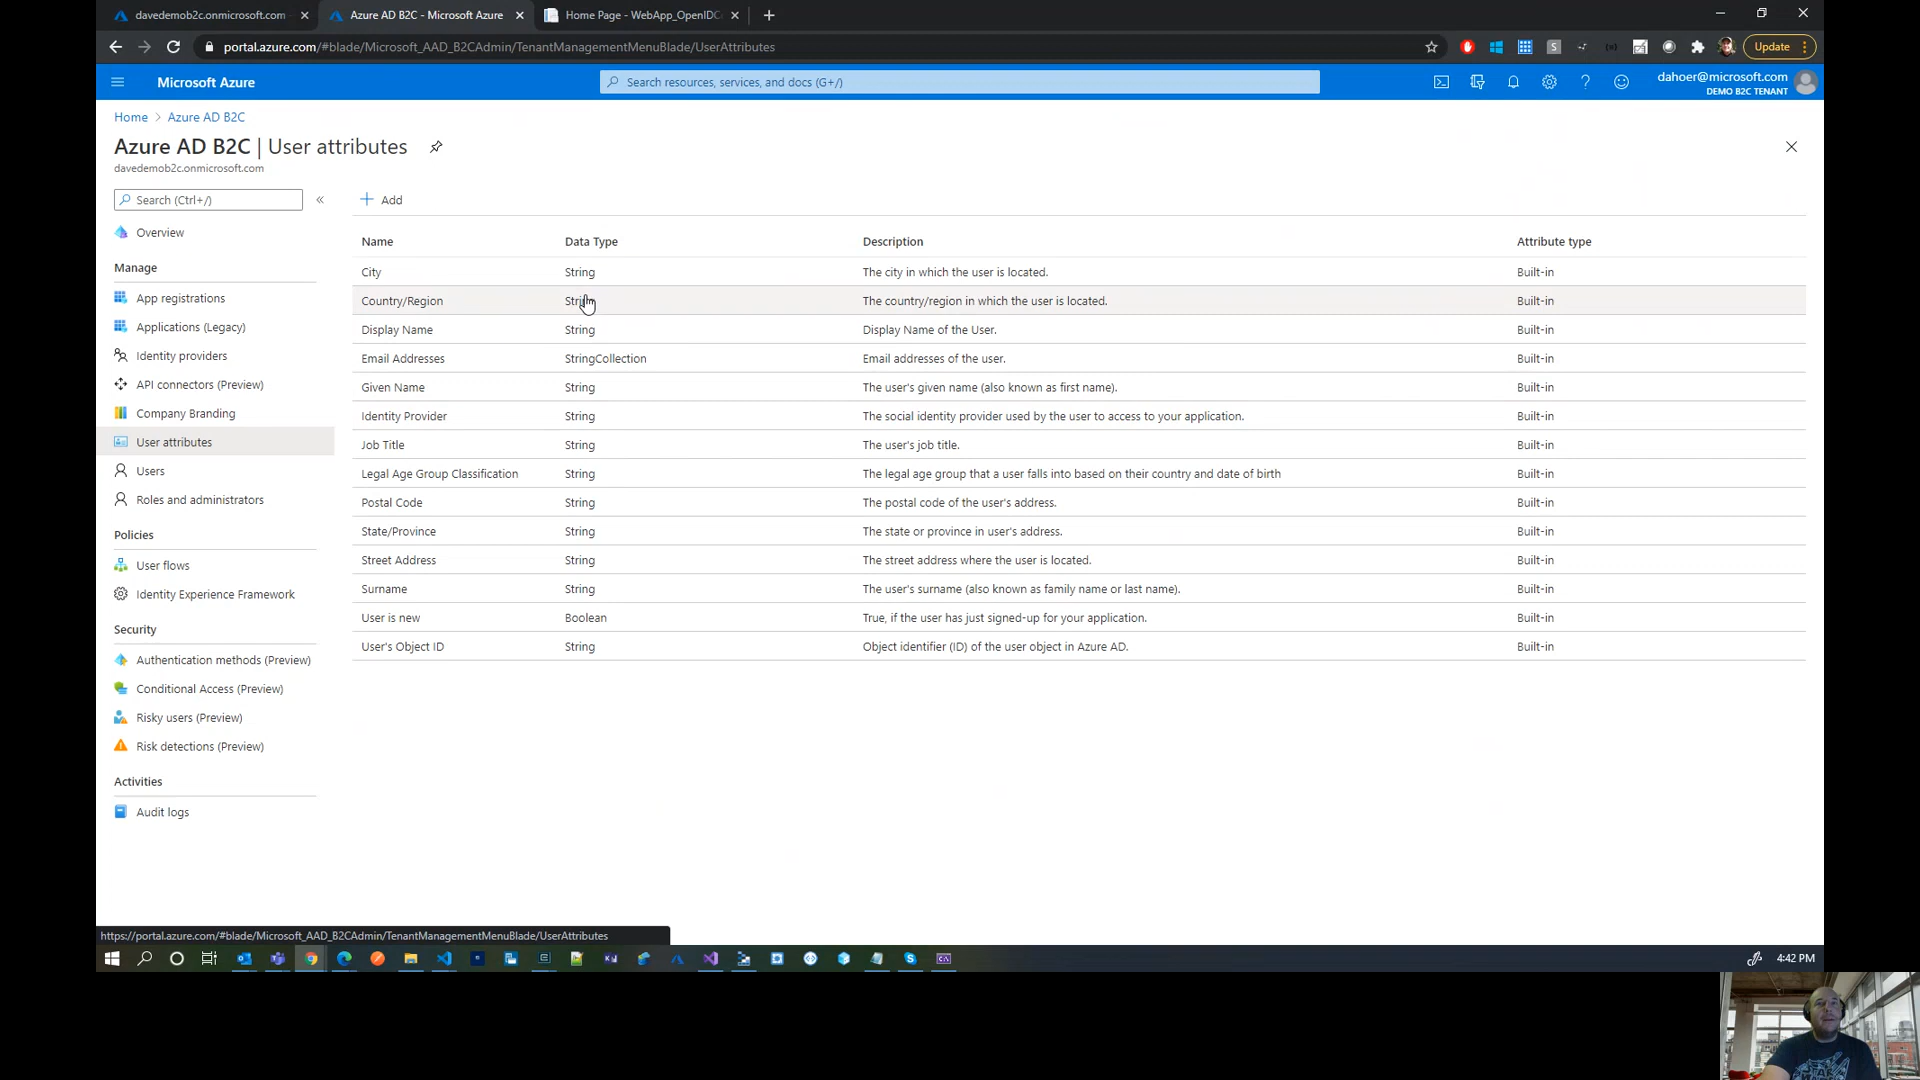 davedemob2c.onmicrosoft.com
Azure AD B2C - Microsoft Azure
Home Page - WebApp_OpenIDC
portal.azure.com/#blade/Microsoft_AAD_B2CAdmin/TenantManagementMenuBlade/UserAttributes
Update
Microsoft Azure
Search resources, services, and docs (G+/)
dahoer@microsoft.com
DEMO B2C TENANT
Home > Azure AD B2C
Azure AD B2C | User attributes
davedemob2c.onmicrosoft.com
Search (Ctrl+/)
Overview
Manage
App registrations
Applications (Legacy)
Identity providers
API connectors (Preview)
Company Branding
User attributes
Users
Roles and administrators
Policies
User flows
Identity Experience Framework
Security
Authentication methods (Preview)
Conditional Access (Preview)
Risky users (Preview)
Risk detections (Preview)
Activities
Audit logs
Add
Name Data Type Description Attribute type
City String The city in which the user is located. Built-in
Country/Region String The country/region in which the user is located. Built-in
Display Name String Display Name of the User. Built-in
Email Addresses StringCollection Email addresses of the user. Built-in
Given Name String The user's given name (also known as first name). Built-in
Identity Provider String The social identity provider used by the user to access to your application. Built-in
Job Title String The user's job title. Built-in
Legal Age Group Classification String The legal age group that a user falls into based on their country and date of birth Built-in
Postal Code String The postal code of the user's address. Built-in
State/Province String The state or province in user's address. Built-in
Street Address String The street address where the user is located. Built-in
Surname String The user's surname (also known as family name or last name). Built-in
User is new Boolean True, if the user has just signed-up for your application. Built-in
User's Object ID String Object identifier (ID) of the user object in Azure AD. Built-in
https://portal.azure.com/#blade/Microsoft_AAD_B2CAdmin/TenantManagementMenuBlade/UserAttributes
4:42 PM